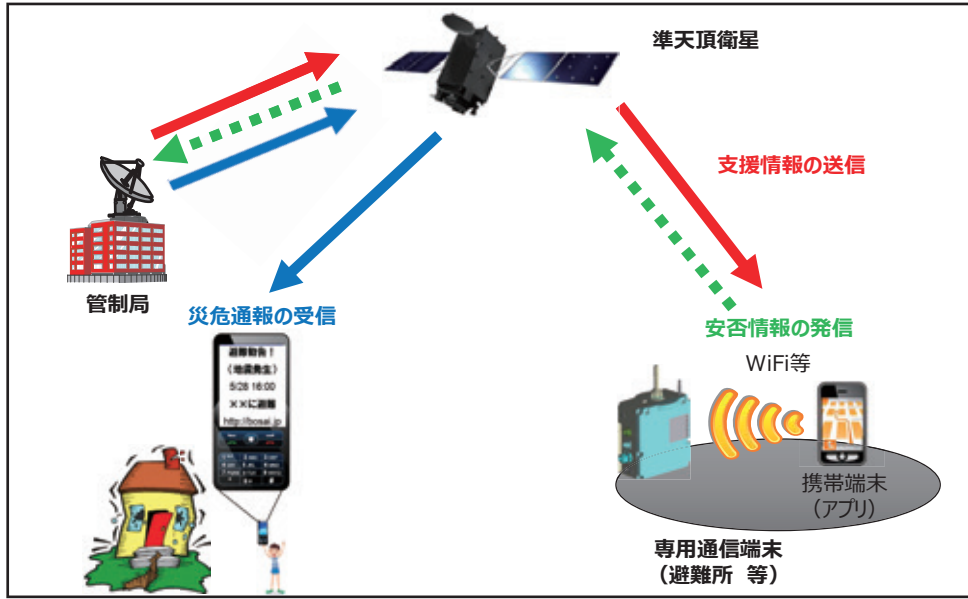 準天頂衛星
支援情報の送信
管制局
災危通報の受信
避難勧告!
(地震発生)
5/28 16:00
××に避難
http://bosai.jp
安否情報の発信
WiFi等
携帯端末
(アプリ)
専用通信端末
(避難所 等)